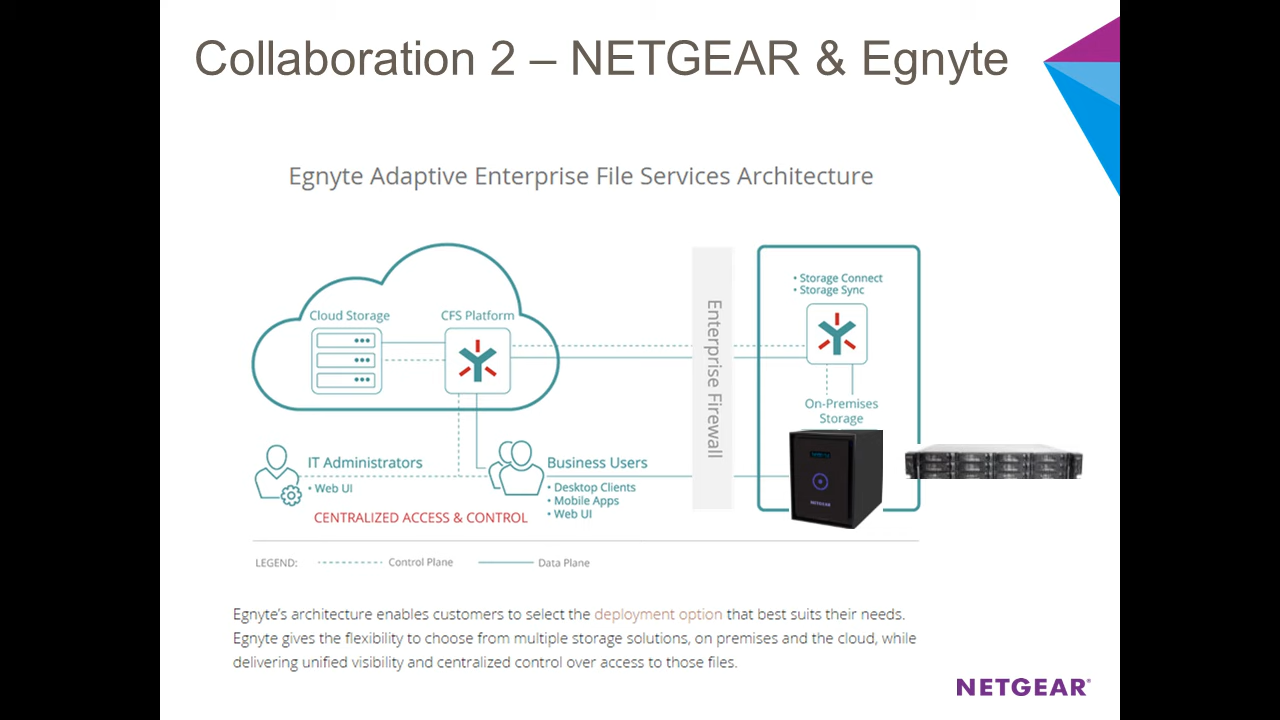 Collaboration 2 – NETGEAR & Egnyte
Egnyte Adaptive Enterprise File Services Architecture
Cloud Storage
CFS Platform
Enterprise Firewall
• Storage Connect
• Storage Sync
On-Premises
Storage
IT Administrators
• Web UI
Business Users
• Desktop Clients
• Mobile Apps
• Web UI
CENTRALIZED ACCESS & CONTROL
NETGEAR
LEGEND:
Control Plane
Data Plane
Egnyte’s architecture enables customers to select the deployment option that best suits their needs.
Egnyte gives the flexibility to choose from multiple storage solutions, on premises and the cloud, while
delivering unified visibility and centralized control over access to those files.
NETGEAR®